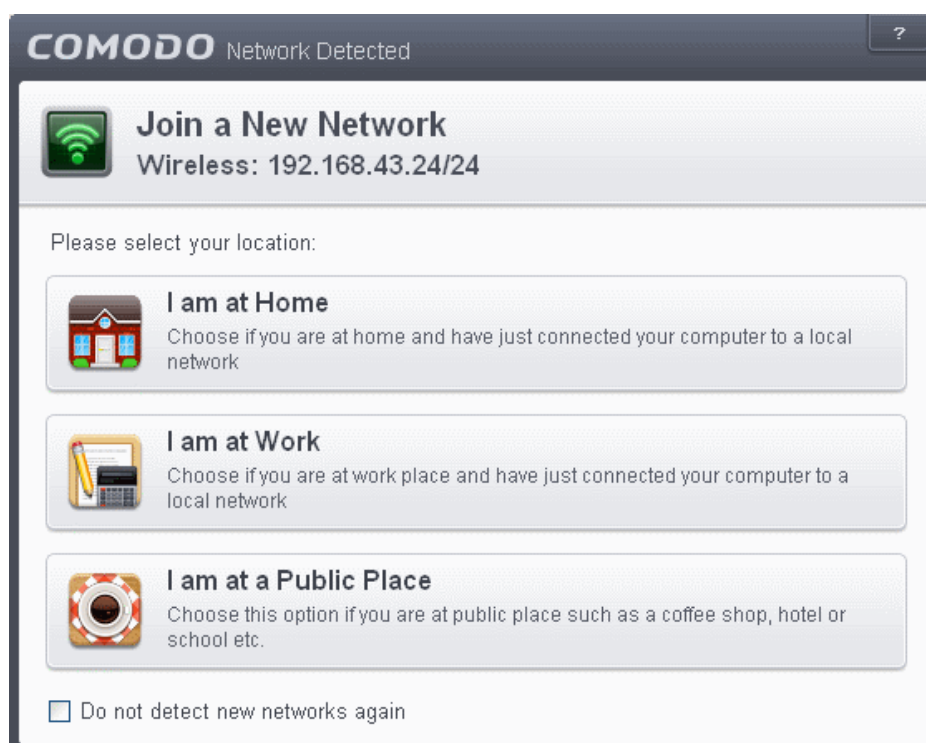 COMODO Network Detected
?
Join a New Network
Wireless: 192.168.43.24/24
Please select your location:
I am at Home
Choose if you are at home and have just connected your computer to a local
network
I am at Work
Choose if you are at work place and have just connected your computer to a
local network
I am at a Public Place
Choose this option if you are at public place such as a coffee shop, hotel or
school etc.
Do not detect new networks again